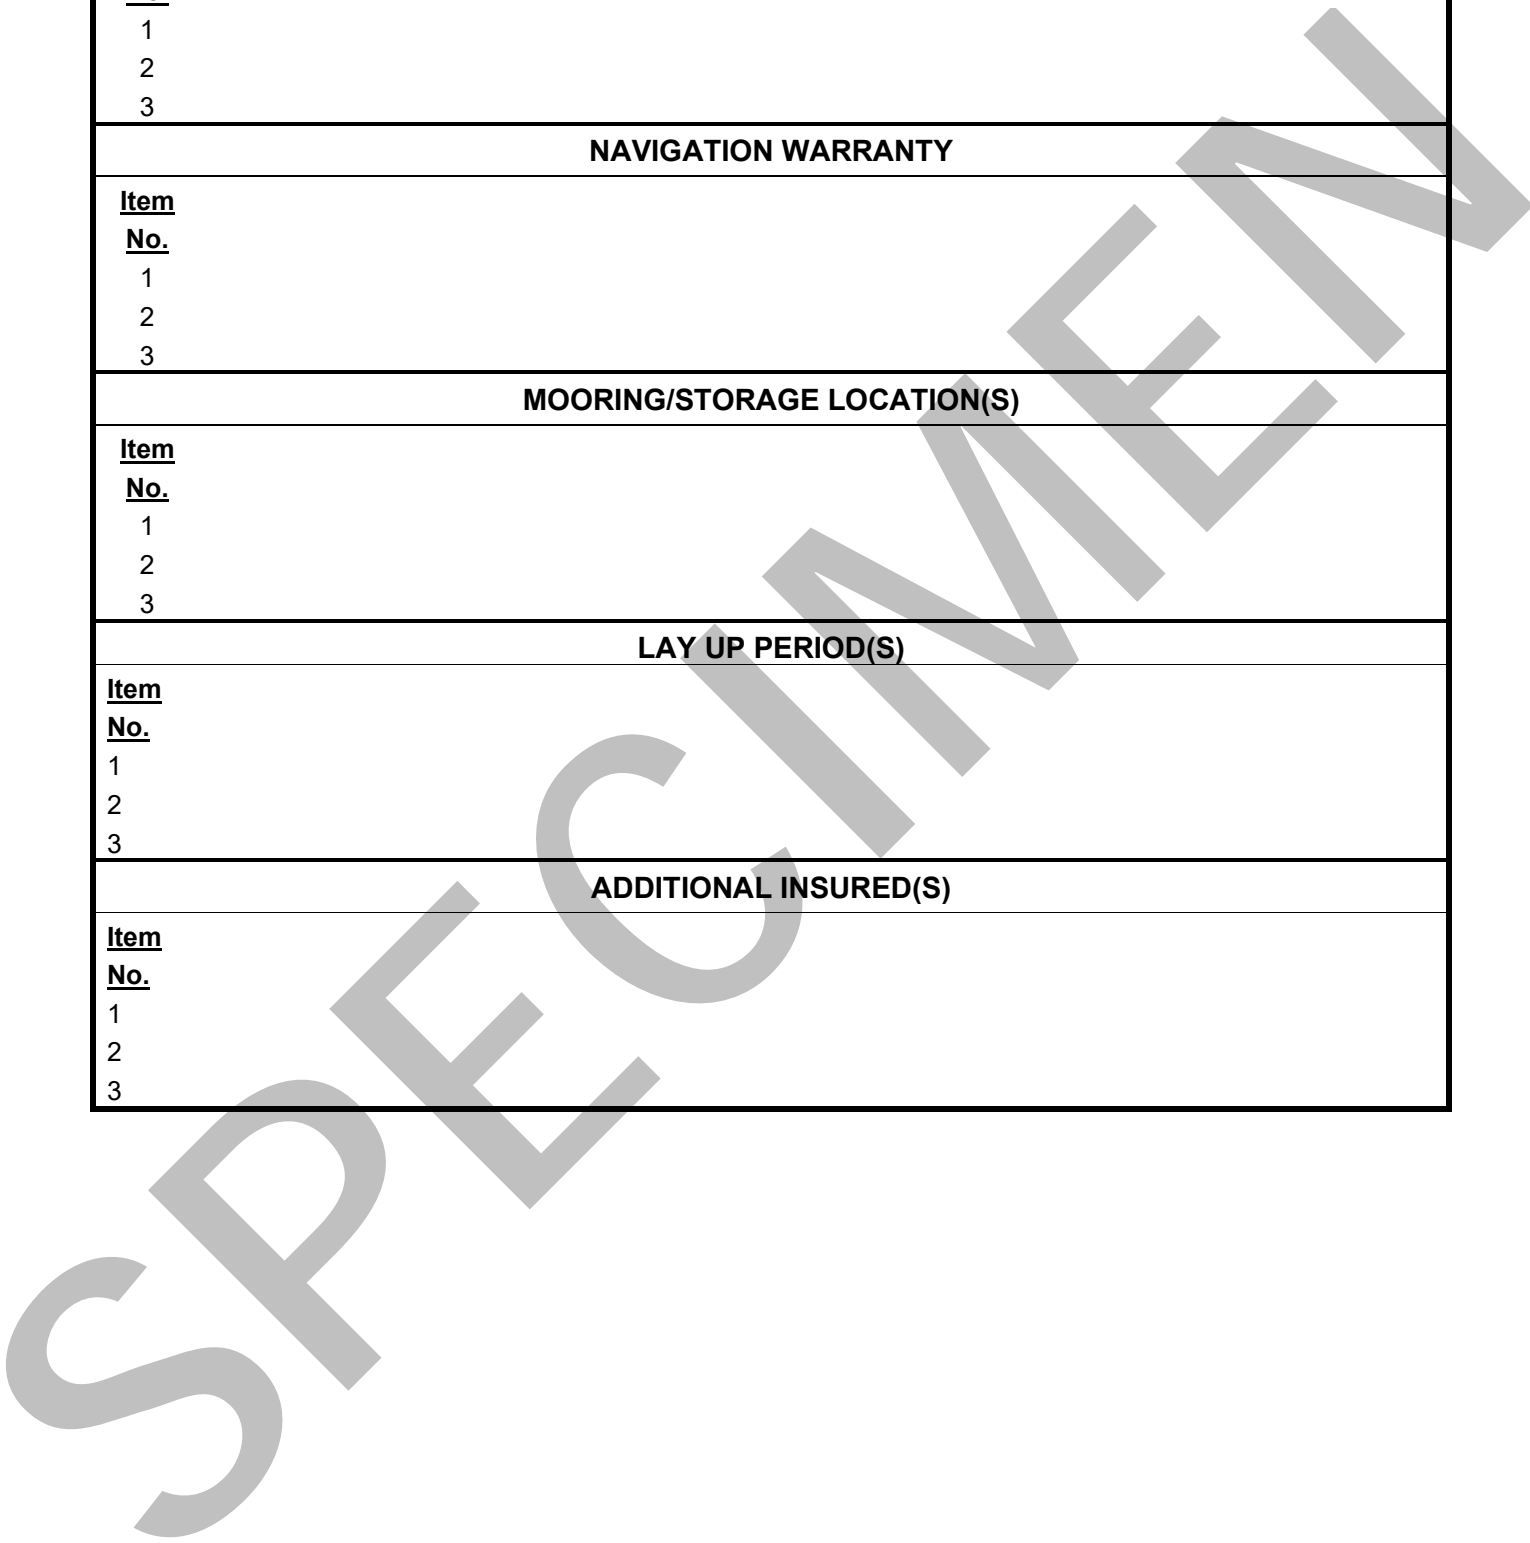 1
2
3
NAVIGATION WARRANTY
Item
No.
1
2
3
MOORING/STORAGE LOCATION(S)
Item
No.
1
2
3
LAY UP PERIOD(S)
Item
No.
1
2
3
ADDITIONAL INSURED(S)
Item
No.
1
2
3
SPECIMEN